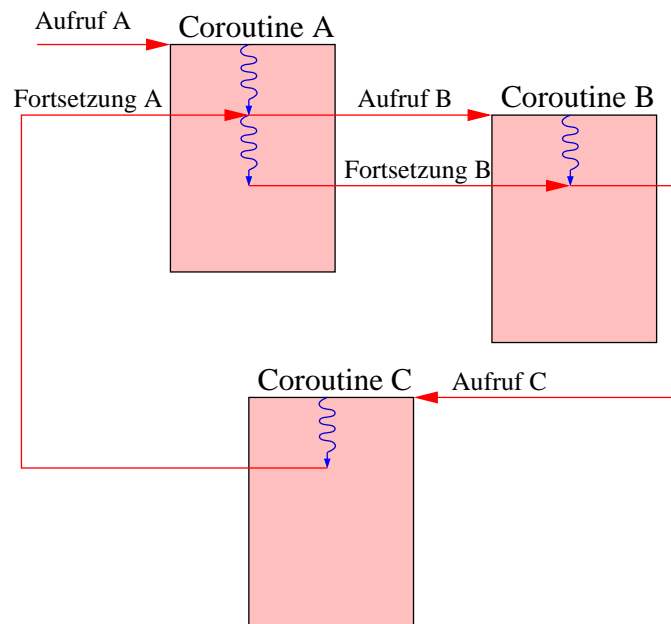 Aufruf A
Coroutine A
Fortsetzung A
Aufruf B
Coroutine B
Fortsetzung B
Coroutine C
Aufruf C